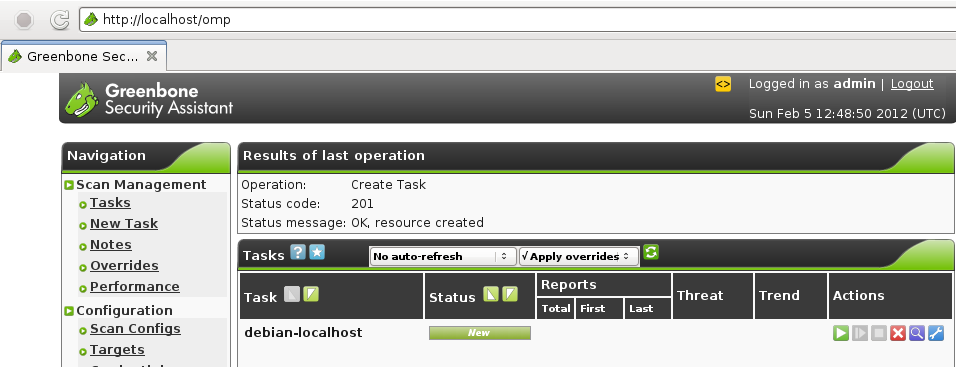 http://localhost/omp
Greenbone Sec...
Greenbone
Security Assistant
<>
Logged in as admin | Logout
Sun Feb 5 12:48:50 2012 (UTC)
Navigation
Scan Management
Tasks
New Task
Notes
Overrides
Performance
Configuration
Scan Configs
Targets
Results of last operation
Operation: Create Task
Status code: 201
Status message: OK, resource created
Tasks ? No auto-refresh √Apply overrides
Task Status Reports Threat Trend Actions
Total First Last
debian-localhost New